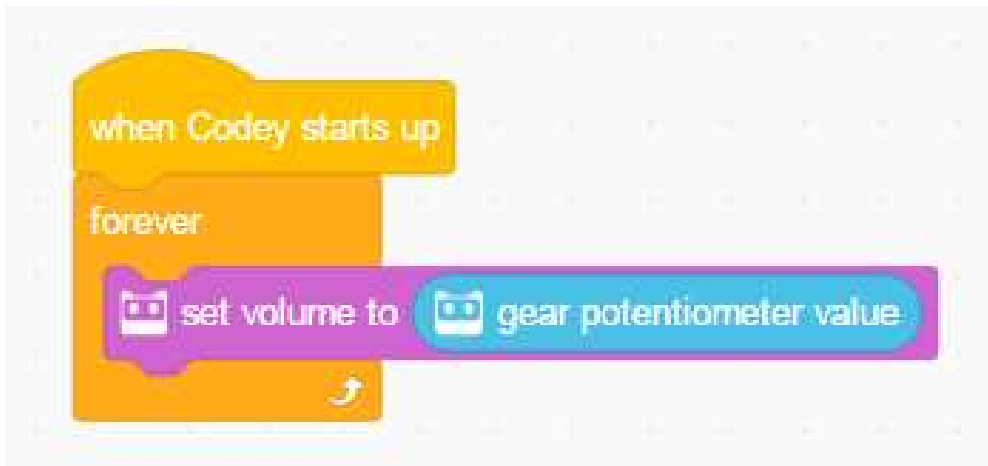 when Codey starts up
forever
set volume to gear potentiometer value